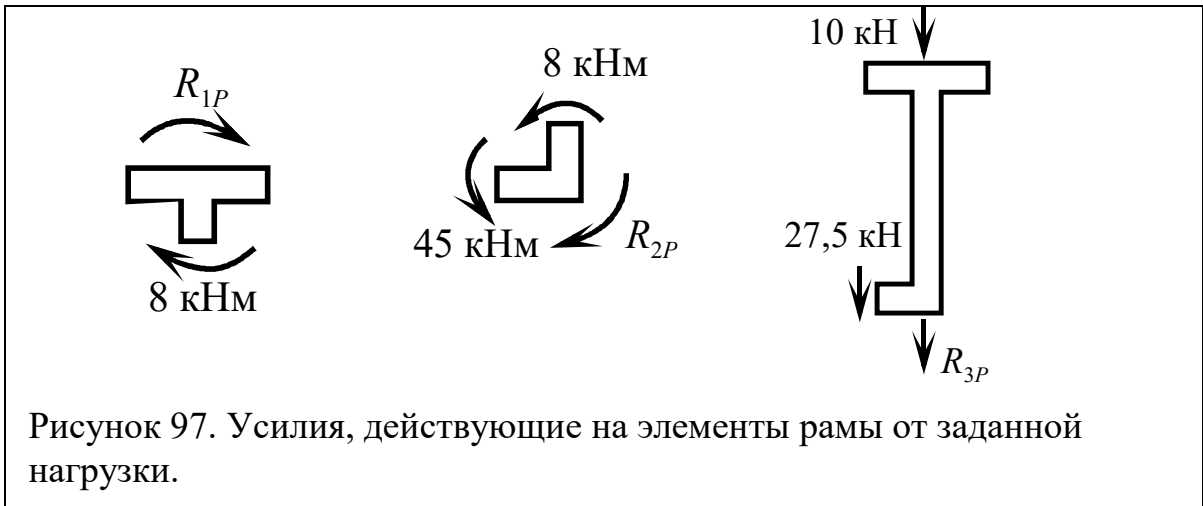 10 кН
8 кНм
R1P
27,5 кН
45 кНм
R2P
8 кНм
R3P
Рисунок 97. Усилия, действующие на элементы рамы от заданной
нагрузки.